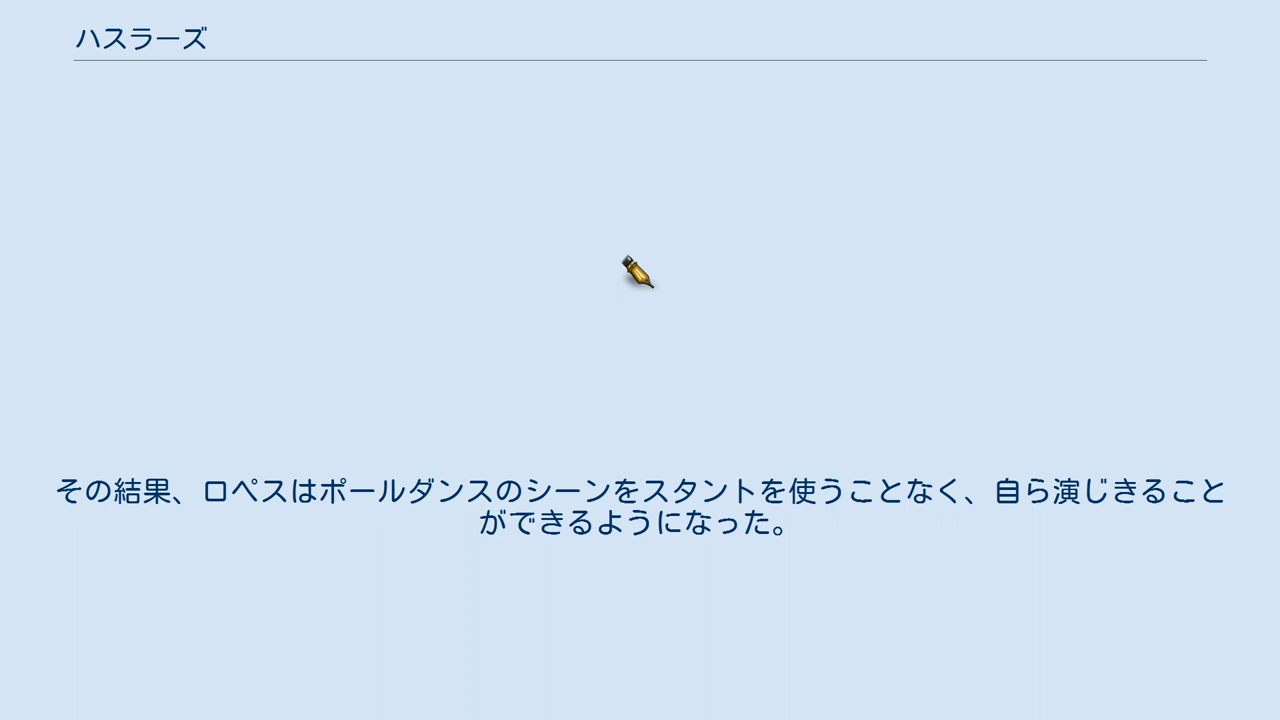 ハスラーズ
その結果、ロペスはポールダンスのシーンをスタントを使うことなく、自ら演じきること
ができるようになった。